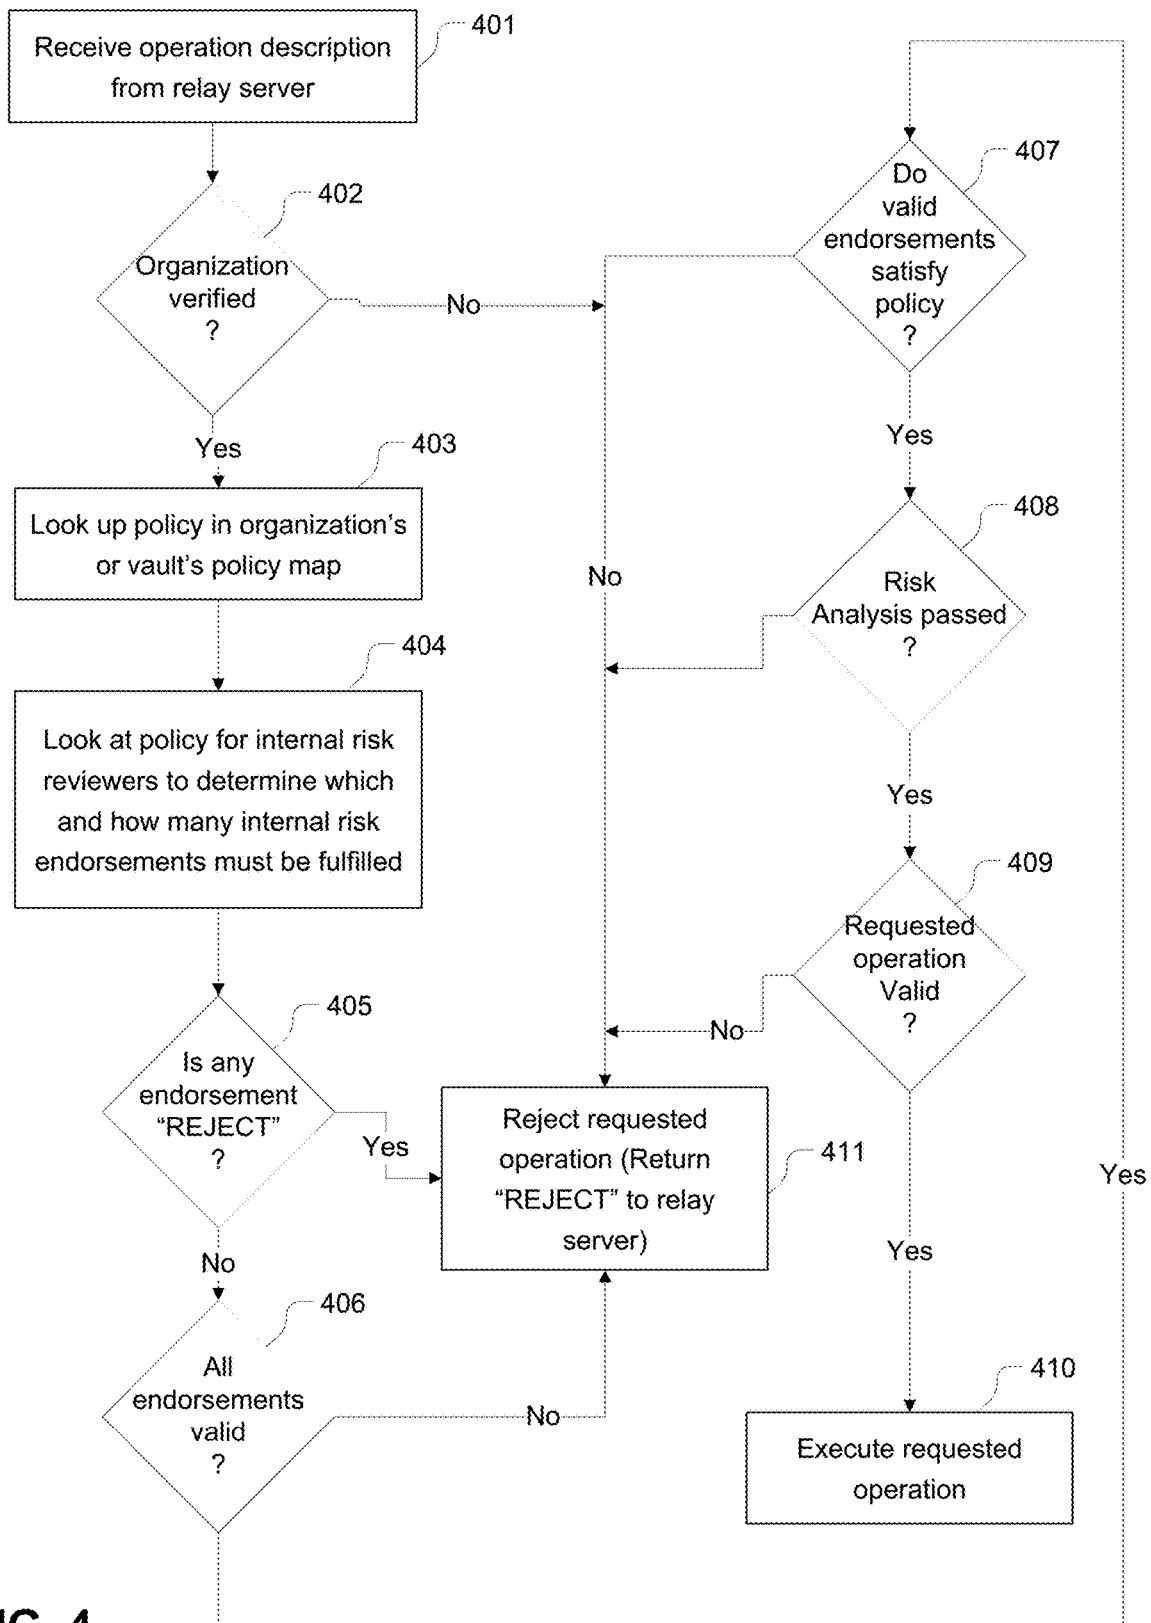 Receive operation description
from relay server
401
Organization
verified
?
402
No
Yes
Look up policy in organization's
or vault's policy map
403
Look at policy for internal risk
reviewers to determine which
and how many internal risk
endorsements must be fulfilled
404
Is any
endorsement
“REJECT”
?
405
Yes
No
All
endorsements
valid
?
406
No
Yes
Do
valid
endorsements
satisfy
policy
?
407
No
Yes
Risk
Analysis passed
?
408
Yes
Requested
operation
Valid
?
409
No
Yes
Execute requested
operation
410
Reject requested
operation (Return
“REJECT” to relay
server)
411